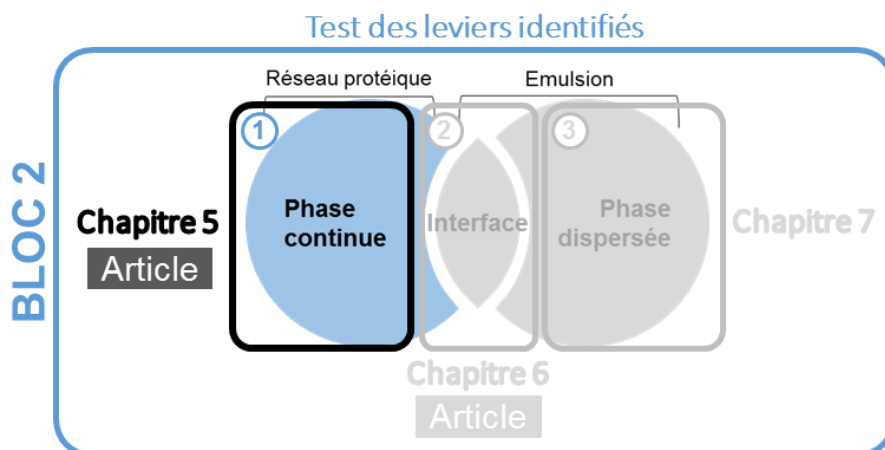 Test des leviers identifiés
Réseau protéique
Emulsion
1
2
3
BLOC 2
Chapitre 5
Article
Phase
continue
Interface
Phase
dispersée
Chapitre 7
Chapitre 6
Article